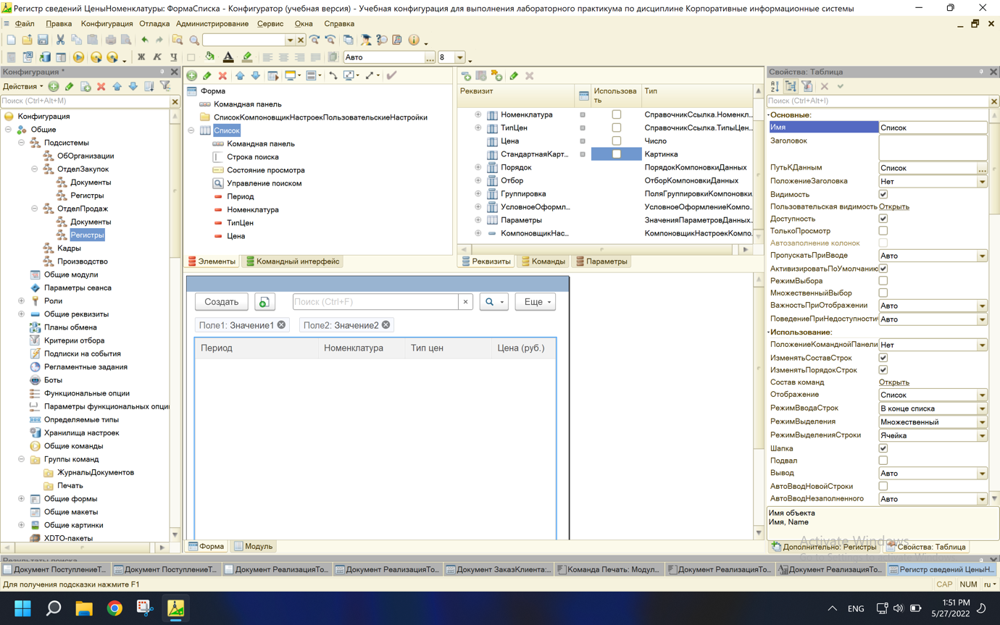 Регистр сведений ЦеныНоменклатуры: ФормаСписка - Конфигуратор (учебная версия) - Учебная конфигурация для выполнения лабораторного практикума по дисциплине Корпоративные информационные системы
Файл Правка Конфигурация Отладка Администрирование Сервис Окна Справка
Ж К Ч А Авто ... 8
Конфигурация *
Действия
Поиск (Ctrl+Alt+M)
Конфигурация
Общие
Подсистемы
ОбОрганизации
ОтделЗакупок
Документы
Регистры
ОтделПродаж
Документы
Регистры
Кадры
Производство
Общие модули
Параметры сеанса
Роли
Общие реквизиты
Планы обмена
Критерии отбора
Подписки на события
Регламентные задания
Боты
Функциональные опции
Параметры функциональных опци
Определяемые типы
Хранилища настроек
Общие команды
Группы команд
ЖурналыДокументов
Печать
Общие формы
Общие макеты
Общие картинки
XDTO-пакеты
Форма
Командная панель
СписокКомпоновщикНастроекПользовательскиеНастройки
Список
Командная панель
Строка поиска
Состояние просмотра
Управление поиском
Период
Номенклатура
ТипЦен
Цена
Элементы Командный интерфейс
Реквизит Использовать Тип
Номенклатура СправочникСсылка.Номенкл...
ТипЦен СправочникСсылка.ТипыЦен...
Цена Число
СтандартнаяКарт... Картинка
Порядок ПорядокКомпоновкиДанных
Отбор ОтборКомпоновкиДанных
Группировка ПоляГруппировкиКомпоновки
УсловноеОформл... УсловноеОформлениеКомпо...
Параметры ЗначенияПараметровДанных...
КомпоновщикНас... КомпоновщикНастроекКомпо...
Реквизиты Команды Параметры
Создать Поиск (Ctrl+F) × Еще
Поле1: Значение1 Поле2: Значение2
Период Номенклатура Тип цен Цена (руб.)
Форма Модуль
Свойства: Таблица
Поиск (Ctrl+Alt+I)
Основные:
Имя Список
Заголовок
ПутьКДанным Список ...
ПоложениеЗаголовка Нет
Видимость
Пользовательская видимость Открыть
Доступность
ТолькоПросмотр
Автозаполнение колонок
ПропускатьПриВводе Авто
АктивизироватьПоУмолчанию
РежимВыбора
МножественныйВыбор
ВажностьПриОтображении Авто
ПоведениеПриНедоступности Авто
Использование:
ПоложениеКоманднойПанели Нет
ИзменятьСоставСтрок
ИзменятьПорядокСтрок
Состав команд Открыть
Отображение Список
РежимВводаСтрок В конце списка
РежимВыделения Множественный
РежимВыделенияСтроки Ячейка
Шапка
Подвал
Вывод Авто
АвтоВводНовойСтроки
АвтоВводНезаполненного Авто
Имя объекта
Имя, Name
Activate Windows
Дополнительно: Регистры Свойства: Таблица
Результаты поиска
Документ ПоступлениеТ... Документ ПоступлениеТ... Документ РеализацияТо... Документ РеализацияТо... Документ ЗаказКлиента:... Команда Печать: Модул... Документ РеализацияТо... Документ РеализацияТо... Регистр сведений ЦеныН...
Для получения подсказки нажмите F1 CAP NUM ru
ENG 1:51 PM
5/27/2022